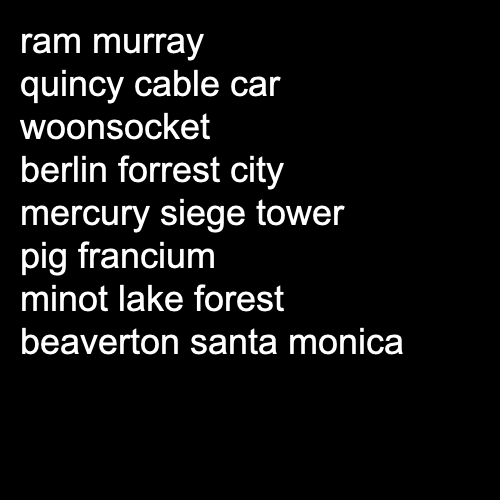 ram murray
quincy cable car
woonsocket
berlin forrest city
mercury siege tower
pig francium
minot lake forest
beaverton santa monica